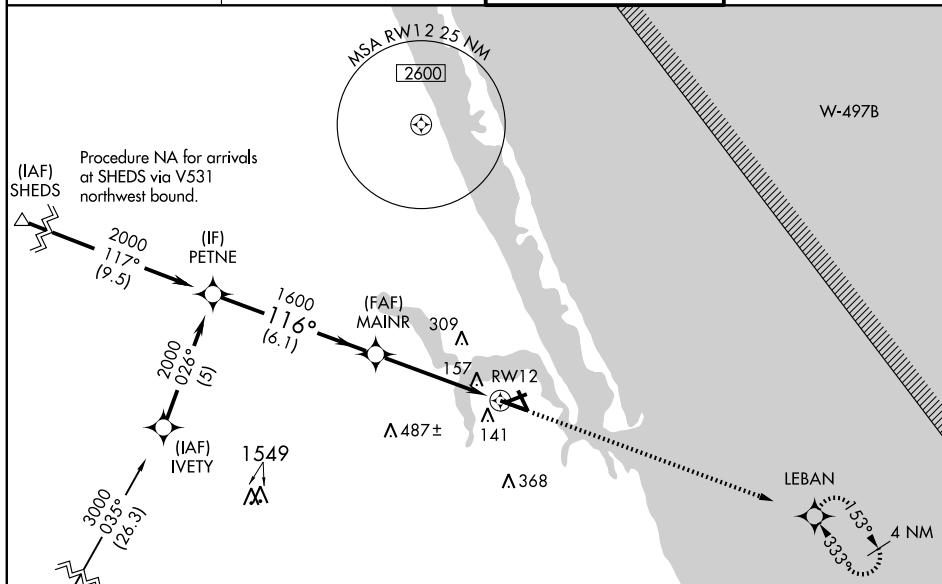 MSA RW12 25 NM
2600
W-497B
Procedure NA for arrivals
at SHEDS via V531
northwest bound.
(IAF)
SHEDS
2000
117°
(9.5)
(IF)
PETNE
1600
116°
(6.1)
(FAF)
MAINR
309
157
RW12
141
487±
368
2000
026°
(5)
(IAF)
IVETY
1549
3000
035°
(26.3)
LEBAN
153°
333°
4 NM